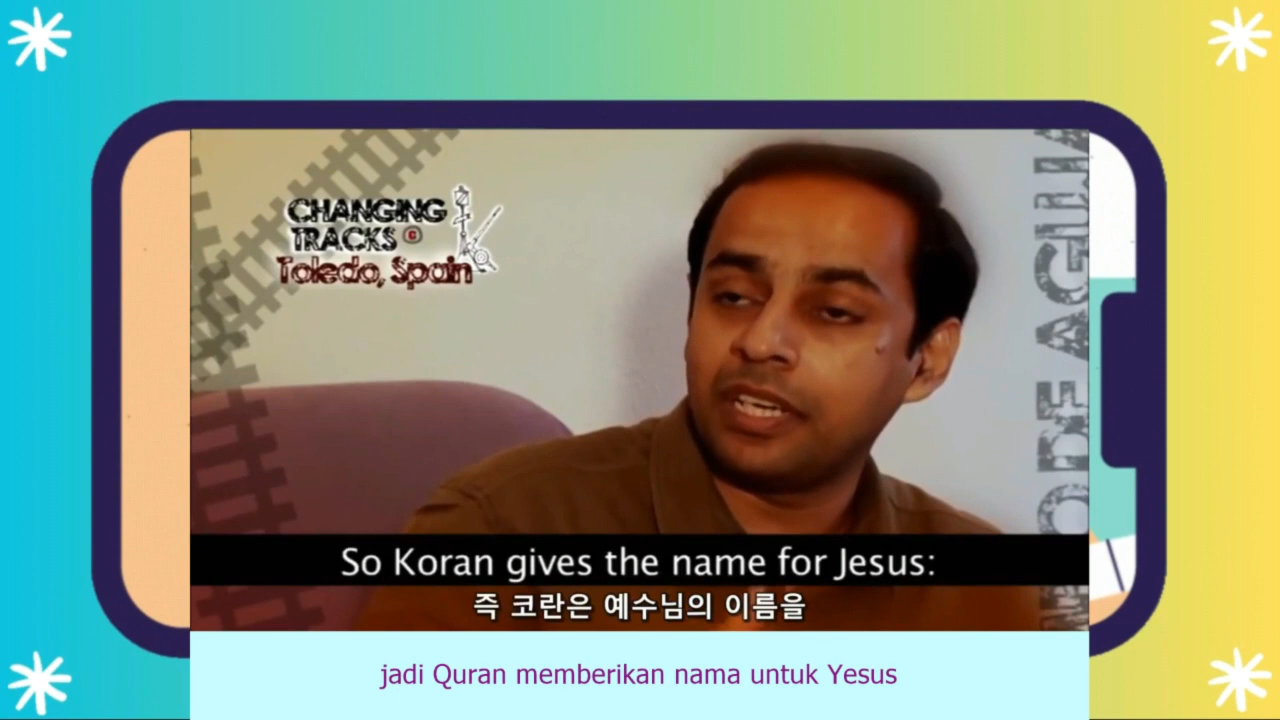 CHANGING
TRACKS
Toledo, Spain
So Koran gives the name for Jesus:
즉 코란은 예수님의 이름을
jadi Quran memberikan nama untuk Yesus